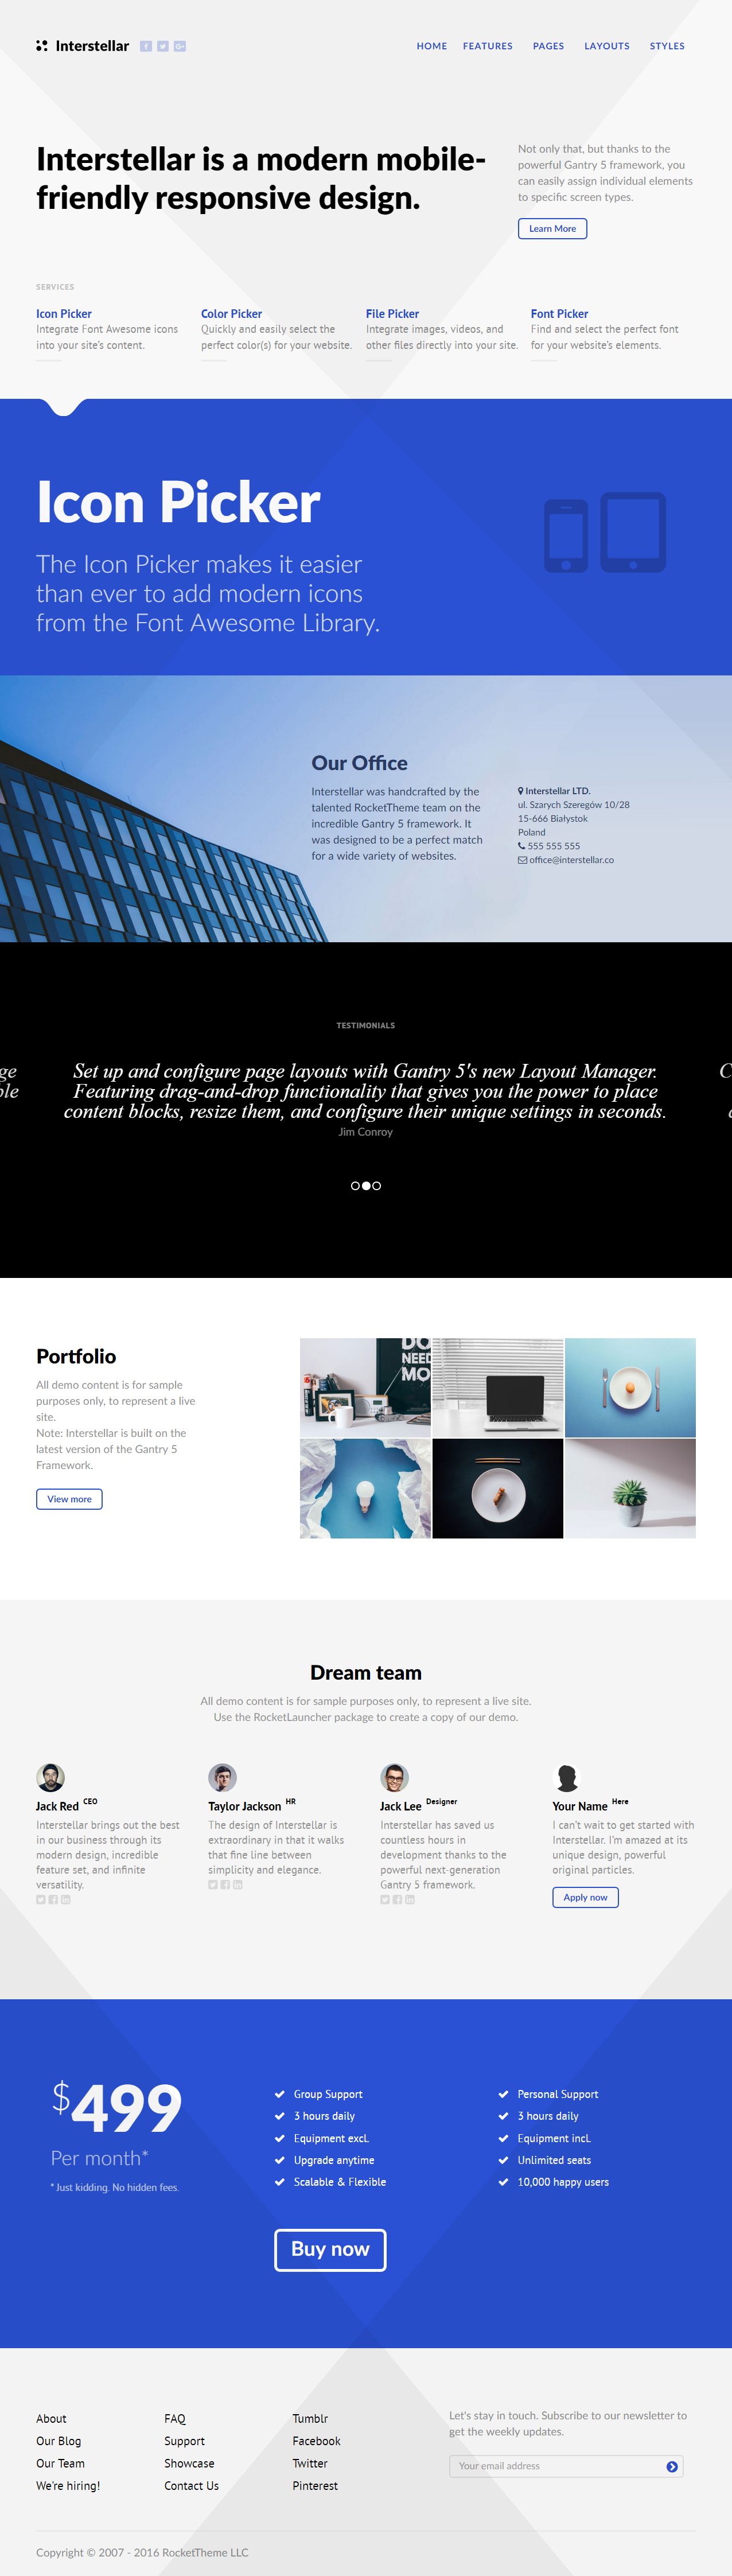 Interstellar
HOME FEATURES PAGES LAYOUTS STYLES
Interstellar is a modern mobile-
friendly responsive design.
Not only that, but thanks to the
powerful Gantry 5 framework, you
can easily assign individual elements
to specific screen types.
Learn More
SERVICES
Icon Picker
Integrate Font Awesome icons
into your site's content.
Color Picker
Quickly and easily select the
perfect color(s) for your website.
File Picker
Integrate images, videos, and
other files directly into your site.
Font Picker
Find and select the perfect font
for your website's elements.
Icon Picker
The Icon Picker makes it easier
than ever to add modern icons
from the Font Awesome Library.
Our Office
Interstellar was handcrafted by the
talented RocketTheme team on the
incredible Gantry 5 framework. It
was designed to be a perfect match
for a wide variety of websites.
Interstellar LTD.
ul. Szarych Szeregów 10/28
15-666 Białystok
Poland
555 555 555
office@interstellar.co
TESTIMONIALS
Set up and configure page layouts with Gantry 5's new Layout Manager.
Featuring drag-and-drop functionality that gives you the power to place
content blocks, resize them, and configure their unique settings in seconds.
Jim Conroy
Portfolio
All demo content is for sample
purposes only, to represent a live
site.
Note: Interstellar is built on the
latest version of the Gantry 5
Framework.
View more
DO
NEED
MO
Dream team
All demo content is for sample purposes only, to represent a live site.
Use the RocketLauncher package to create a copy of our demo.
Jack Red CEO
Interstellar brings out the best
in our business through its
modern design, incredible
feature set, and infinite
versatility.
Taylor Jackson HR
The design of Interstellar is
extraordinary in that it walks
that fine line between
simplicity and elegance.
Jack Lee Designer
Interstellar has saved us
countless hours in
development thanks to the
powerful next-generation
Gantry 5 framework.
Your Name Here
I can't wait to get started with
Interstellar. I'm amazed at its
unique design, powerful
original particles.
Apply now
$499
Per month*
* Just kidding. No hidden fees.
Group Support
3 hours daily
Equipment excl.
Upgrade anytime
Scalable & Flexible
Personal Support
3 hours daily
Equipment incl.
Unlimited seats
10,000 happy users
Buy now
About
Our Blog
Our Team
We're hiring!
FAQ
Support
Showcase
Contact Us
Tumblr
Facebook
Twitter
Pinterest
Let's stay in touch. Subscribe to our newsletter to
get the weekly updates.
Your email address
Copyright © 2007 - 2016 RocketTheme LLC